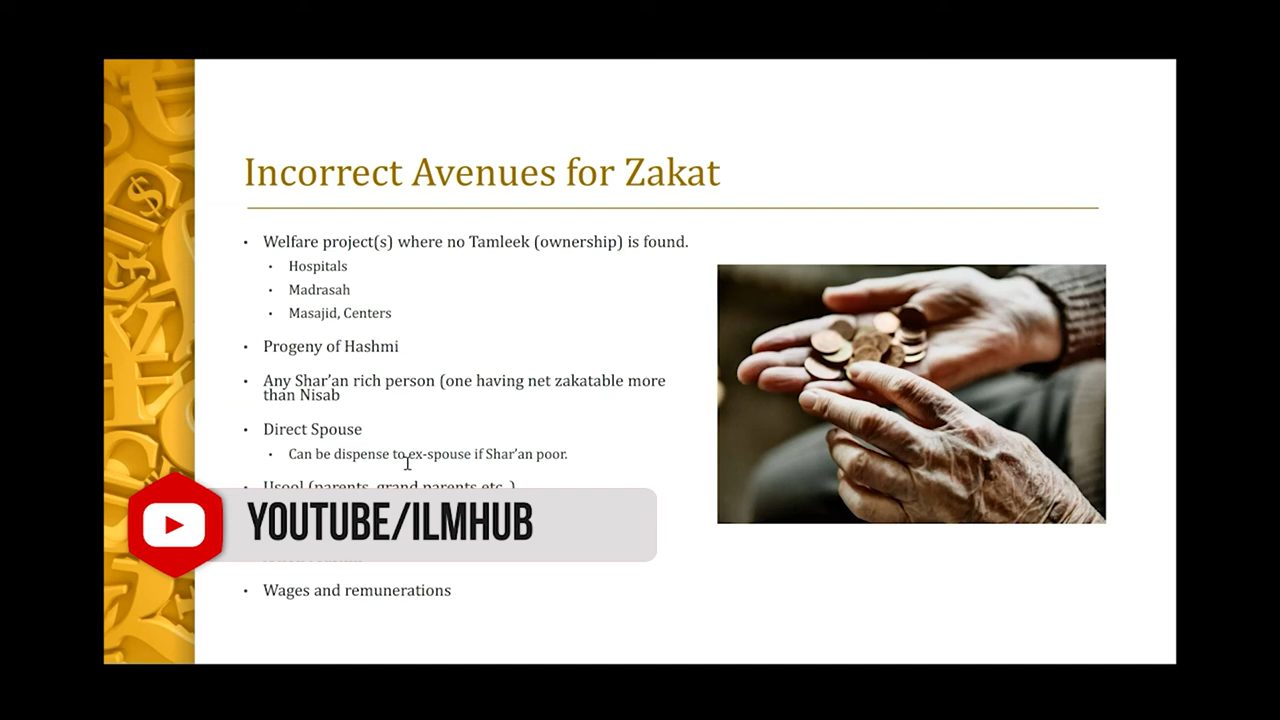 Incorrect Avenues for Zakat
• Welfare project(s) where no Tamleek (ownership) is found.
• Hospitals
• Madrasah
• Masajid, Centers
• Progeny of Hashmi
• Any Shar’an rich person (one having net zakatable more
than Nisab
• Direct Spouse
• Can be dispense to ex-spouse if Shar’an poor.
• Usool (parents, grand parents etc.)
YOUTUBE/ILMHUB
• Wages and remunerations